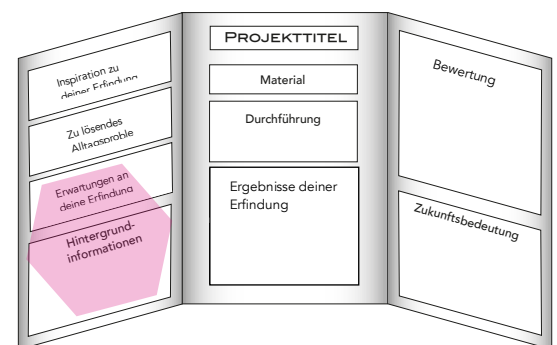 Inspiration zu
deiner Erfindung
Zu lösendes
Alltagsproble
Erwartungen an
deine Erfindung
Hintergrund-
informationen
PROJEKTTITEL
Material
Durchführung
Ergebnisse deiner
Erfindung
Bewertung
Zukunftsbedeutung